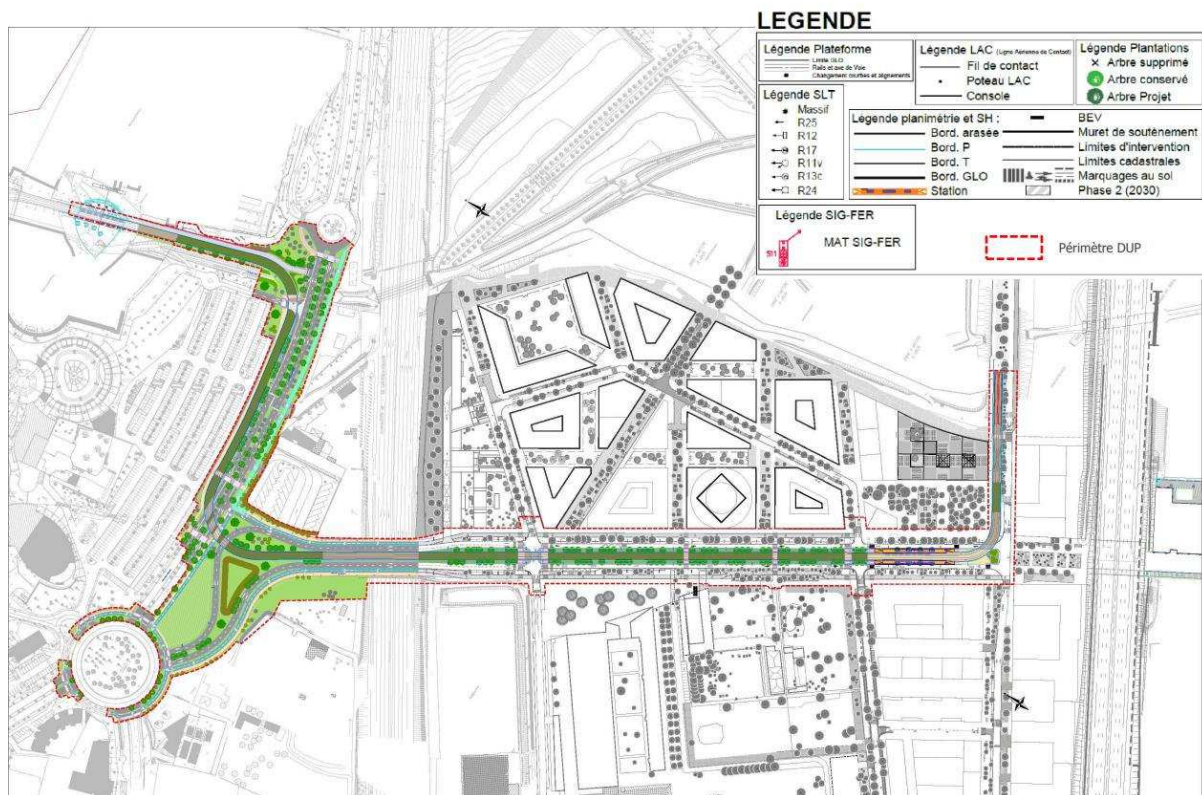 LEGENDE
Légende Plateforme
Limite GLO
Rails et axe de Voie
Changement courbes et alignements
Légende LAC (Ligne Aérienne de Contact)
Fil de contact
Poteau LAC
Console
Légende Plantations
Arbre supprimé
Arbre conservé
Arbre Projet
Légende SLT
Massif
R25
R12
R17
R11v
R13c
R24
Légende planimétrie et SH :
Bord. arasée
Bord. P
Bord. T
Bord. GLO
Station
BEV
Muret de soutènement
Limites d'intervention
Limites cadastrales
Marquages au sol
Phase 2 (2030)
Légende SIG-FER
MAT SIG-FER
Périmètre DUP